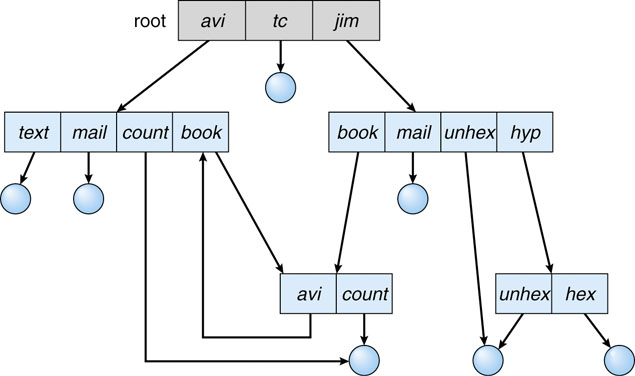 root avi tc jim
text mail count book book mail unhex hyp
avi count unhex hex